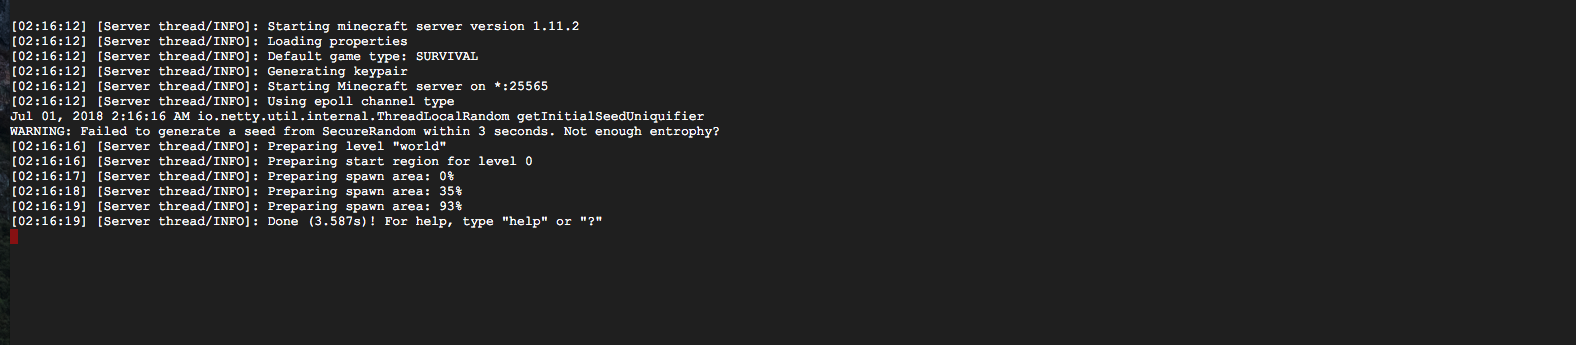 [02:16:12] [Server thread/INFO]: Starting minecraft server version 1.11.2
[02:16:12] [Server thread/INFO]: Loading properties
[02:16:12] [Server thread/INFO]: Default game type: SURVIVAL
[02:16:12] [Server thread/INFO]: Generating keypair
[02:16:12] [Server thread/INFO]: Starting Minecraft server on *:25565
[02:16:12] [Server thread/INFO]: Using epoll channel type
Jul 01, 2018 2:16:16 AM io.netty.util.internal.ThreadLocalRandom getInitialSeedUniquifier
WARNING: Failed to generate a seed from SecureRandom within 3 seconds. Not enough entrophy?
[02:16:16] [Server thread/INFO]: Preparing level "world"
[02:16:16] [Server thread/INFO]: Preparing start region for level 0
[02:16:17] [Server thread/INFO]: Preparing spawn area: 0%
[02:16:18] [Server thread/INFO]: Preparing spawn area: 35%
[02:16:19] [Server thread/INFO]: Preparing spawn area: 93%
[02:16:19] [Server thread/INFO]: Done (3.587s)! For help, type "help" or "?"